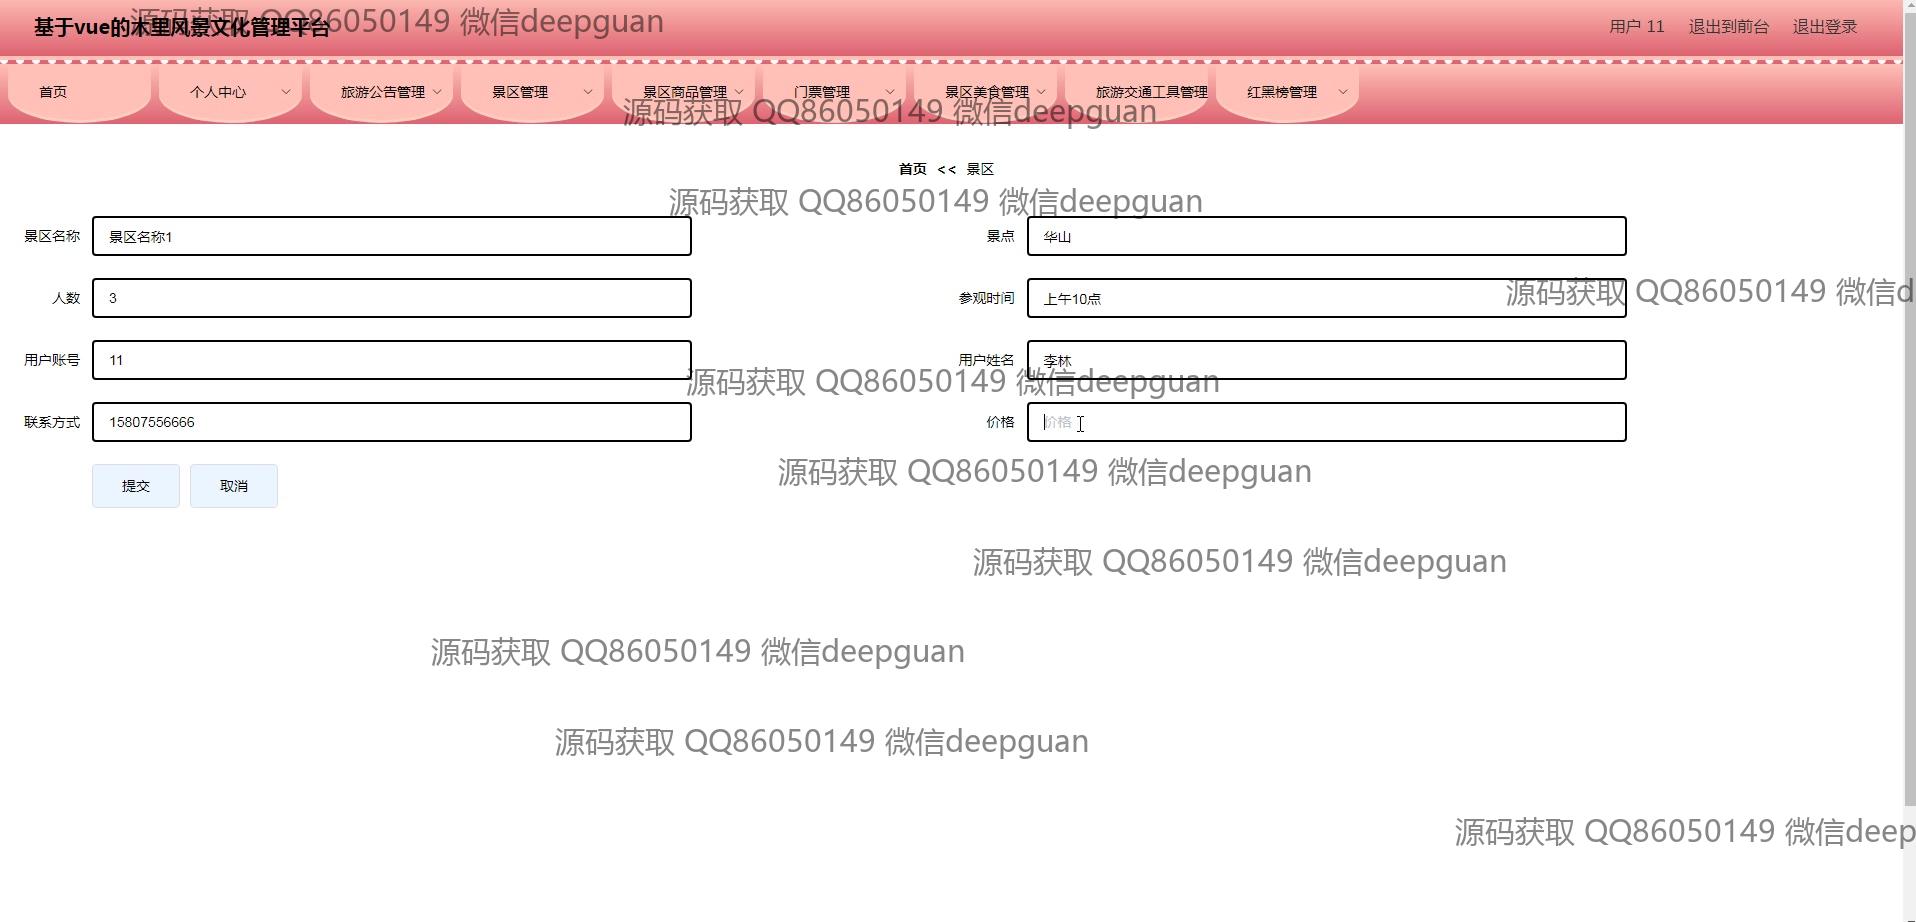 基于vue的木里风景文化管理平台
源码获取 QQ86050149 微信deepguan
用户 11 退出到前台 退出登录
首页 个人中心 旅游公告管理 景区管理 景区商品管理 门票管理 景区美食管理 旅游交通工具管理 红黑榜管理
源码获取 QQ86050149 微信deepguan
首页 << 景区
源码获取 QQ86050149 微信deepguan
景区名称 景区名称1 景点 华山
人数 3 参观时间 上午10点
源码获取 QQ86050149 微信d
用户账号 11 用户姓名 李林
源码获取 QQ86050149 微信deepguan
联系方式 15807556666 价格 价格
源码获取 QQ86050149 微信deepguan
提交 取消
源码获取 QQ86050149 微信deepguan
源码获取 QQ86050149 微信deepguan
源码获取 QQ86050149 微信deepguan
源码获取 QQ86050149 微信deep